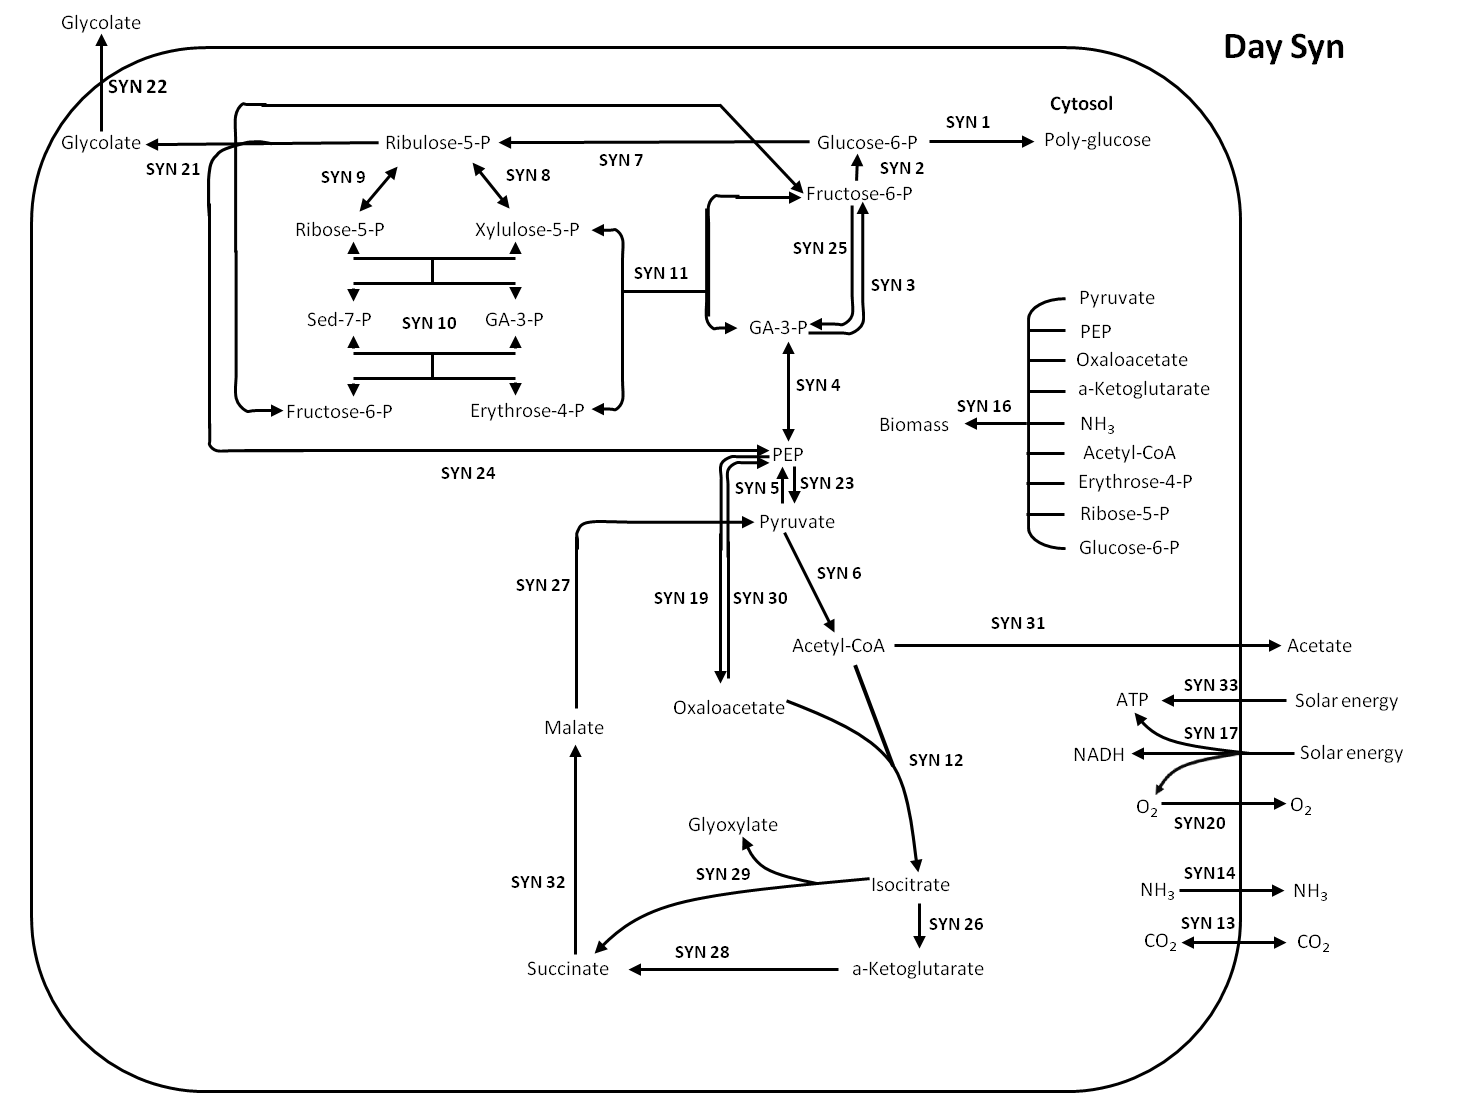 Glycolate
Day Syn
SYN 22
Cytosol
SYN 1
Glycolate
Ribulose-5-P
Glucose-6-P
Poly-glucose
SYN 21
SYN 7
SYN 2
SYN 9
SYN 8
Fructose-6-P
Ribose-5-P
Xylulose-5-P
SYN 25
SYN 11
SYN 3
Pyruvate
Sed-7-P
SYN 10
GA-3-P
GA-3-P
PEP
Oxaloacetate
SYN 4
a-Ketoglutarate
Fructose-6-P
Erythrose-4-P
SYN 16
Biomass
NH3
PEP
Acetyl-CoA
SYN 24
SYN 5
SYN 23
Erythrose-4-P
Pyruvate
Ribose-5-P
Glucose-6-P
SYN 27
SYN 6
SYN 19
SYN 30
SYN 31
Acetyl-CoA
Acetate
SYN 33
ATP
Solar energy
Oxaloacetate
Malate
SYN 17
NADH
Solar energy
SYN 12
O2
O2
SYN20
Glyoxylate
SYN 32
SYN 29
Isocitrate
SYN14
NH3
NH3
SYN 26
SYN 13
CO2
CO2
SYN 28
Succinate
a-Ketoglutarate